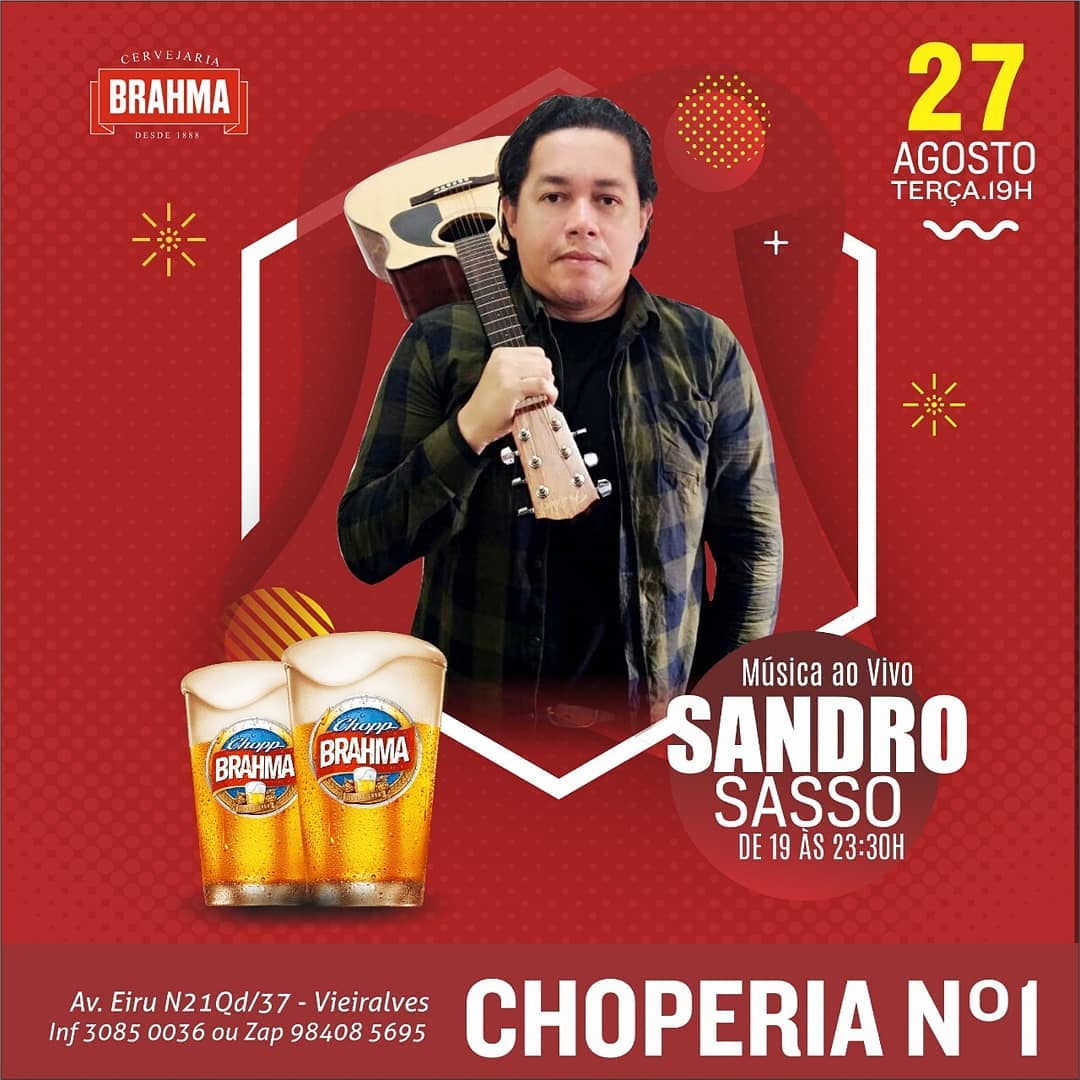 CERVEJARIA
BRAHMA
DESDE 1888
27
AGOSTO
TERÇA.19H
Chopp
BRAHMA
Chopp
BRAHMA
Música ao Vivo
SANDRO
SASSO
DE 19 ÀS 23:30H
Av. Eiru N21Qd/37 - Vieiralves
Inf 3085 0036 ou Zap 98408 5695
CHOPERIA Nº1